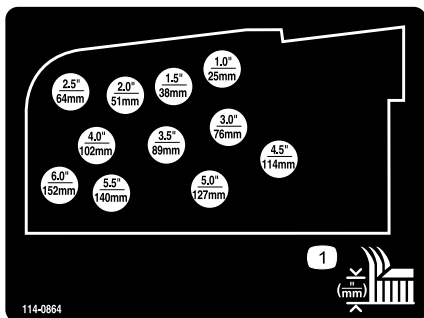 1.0"
25mm
1.5"
38mm
2.5"
64mm
2.0"
51mm
3.0"
76mm
4.0"
102mm
3.5"
89mm
4.5"
114mm
6.0"
152mm
5.5"
140mm
5.0"
127mm
1
"
(mm)
114-0864